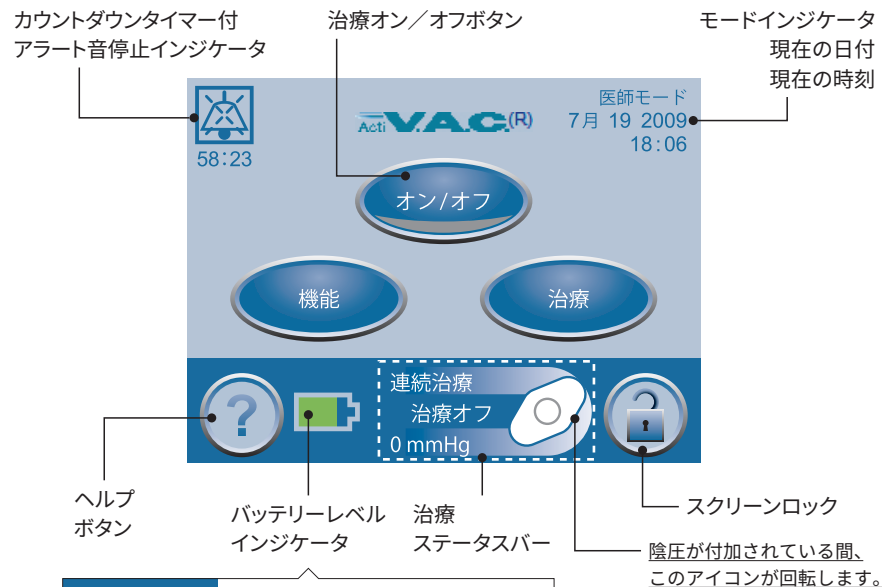 カウントダウンタイマー付
アラート音停止インジケータ
治療オン／オフボタン
モードインジケータ
現在の日付
現在の時刻
58:23
Acti V.A.C.(R)
医師モード
7月 19 2009
18:06
オン/オフ
機能
治療
?
連続治療
治療オフ
0 mmHg
ヘルプ
ボタン
バッテリーレベル
インジケータ
治療
ステータスバー
スクリーンロック
陰圧が付加されている間、
このアイコンが回転します。